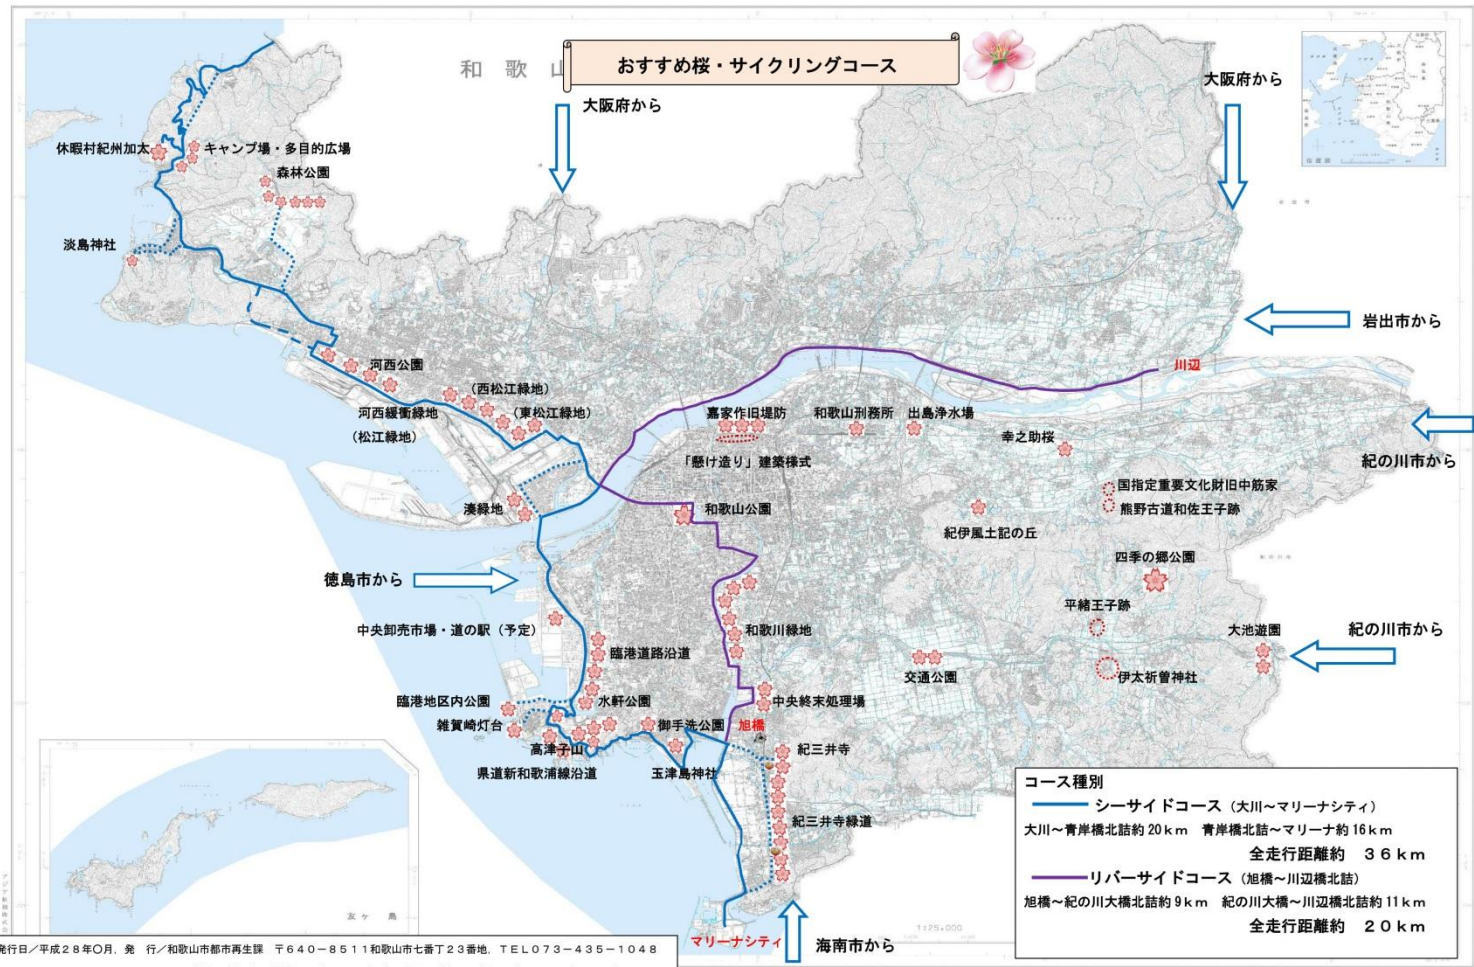 和歌山
おすすめ桜・サイクリングコース
大阪府から
大阪府から
休暇村紀州加太
キャンプ場・多目的広場
森林公園
淡島神社
岩出市から
川辺
河西公園
(西松江緑地)
河西緩衝緑地
(東松江緑地)
(松江緑地)
嘉家作旧堤防
和歌山刑務所
出島浄水場
「懸け造り」建築様式
幸之助桜
紀の川市から
国指定重要文化財旧中筋家
熊野古道和佐王子跡
湊緑地
和歌山公園
紀伊風土記の丘
四季の郷公園
徳島市から
平緒王子跡
中央卸売市場・道の駅(予定)
和歌川緑地
大池遊園
紀の川市から
臨港道路沿道
交通公園
伊太祈曽神社
臨港地区内公園
水軒公園
中央終末処理場
雑賀崎灯台
御手洗公園
旭橋
高津子山
紀三井寺
県道新和歌浦線沿道
玉津島神社
紀三井寺緑道
コース種別
シーサイドコース(大川~マリーナシティ)
大川~青岸橋北詰約20km 青岸橋北詰~マリーナ約16km
全走行距離約 36km
リバーサイドコース(旭橋~川辺橋北詰)
旭橋~紀の川大橋北詰約9km 紀の川大橋~川辺橋北詰約11km
全走行距離約 20km
友ヶ島
1:25,000
マリーナシティ
海南市から
発行日/平成28年〇月, 発 行/和歌山市都市再生課 〒640-8511和歌山市七番丁23番地, TEL073-435-1048